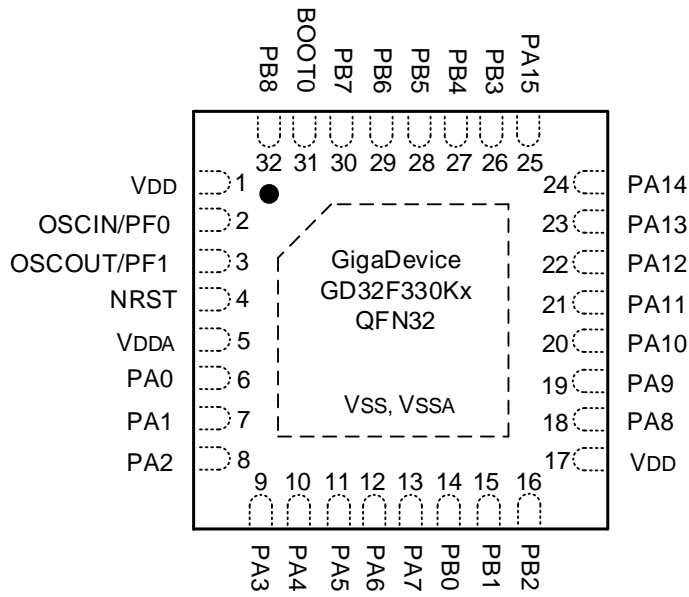 PB8 BOOT0 PB7 PB6 PB5 PB4 PB3 PA15
32 31 30 29 28 27 26 25
VDD 1
OSCIN/PF0 2
OSCOUT/PF1 3
NRST 4
VDDA 5
PA0 6
PA1 7
PA2 8
GigaDevice
GD32F330Kx
QFN32
VSS, VSSA
24 PA14
23 PA13
22 PA12
21 PA11
20 PA10
19 PA9
18 PA8
17 VDD
9 10 11 12 13 14 15 16
PA3 PA4 PA5 PA6 PA7 PB0 PB1 PB2